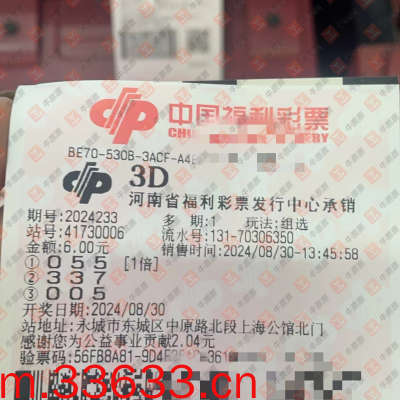 中国福利彩票
BE70-530B-3ACF-A4
3D
河南省福利彩票发行中心承销
期号:2024233 多 期:1 玩法:组选
站号:41730006 流水号:131-70306350
金额:6.00元 销售时间:2024/08/30-13:45:58
① 0 5 5 [1倍]
② 3 3 7
③ 0 0 5
开奖日期:2024/08/30
站地址:永城市东城区中原路北段上海公馆北门
感谢您为公益事业贡献2.04元
验票码:56FB8A81-9D4F
m.33633.cn